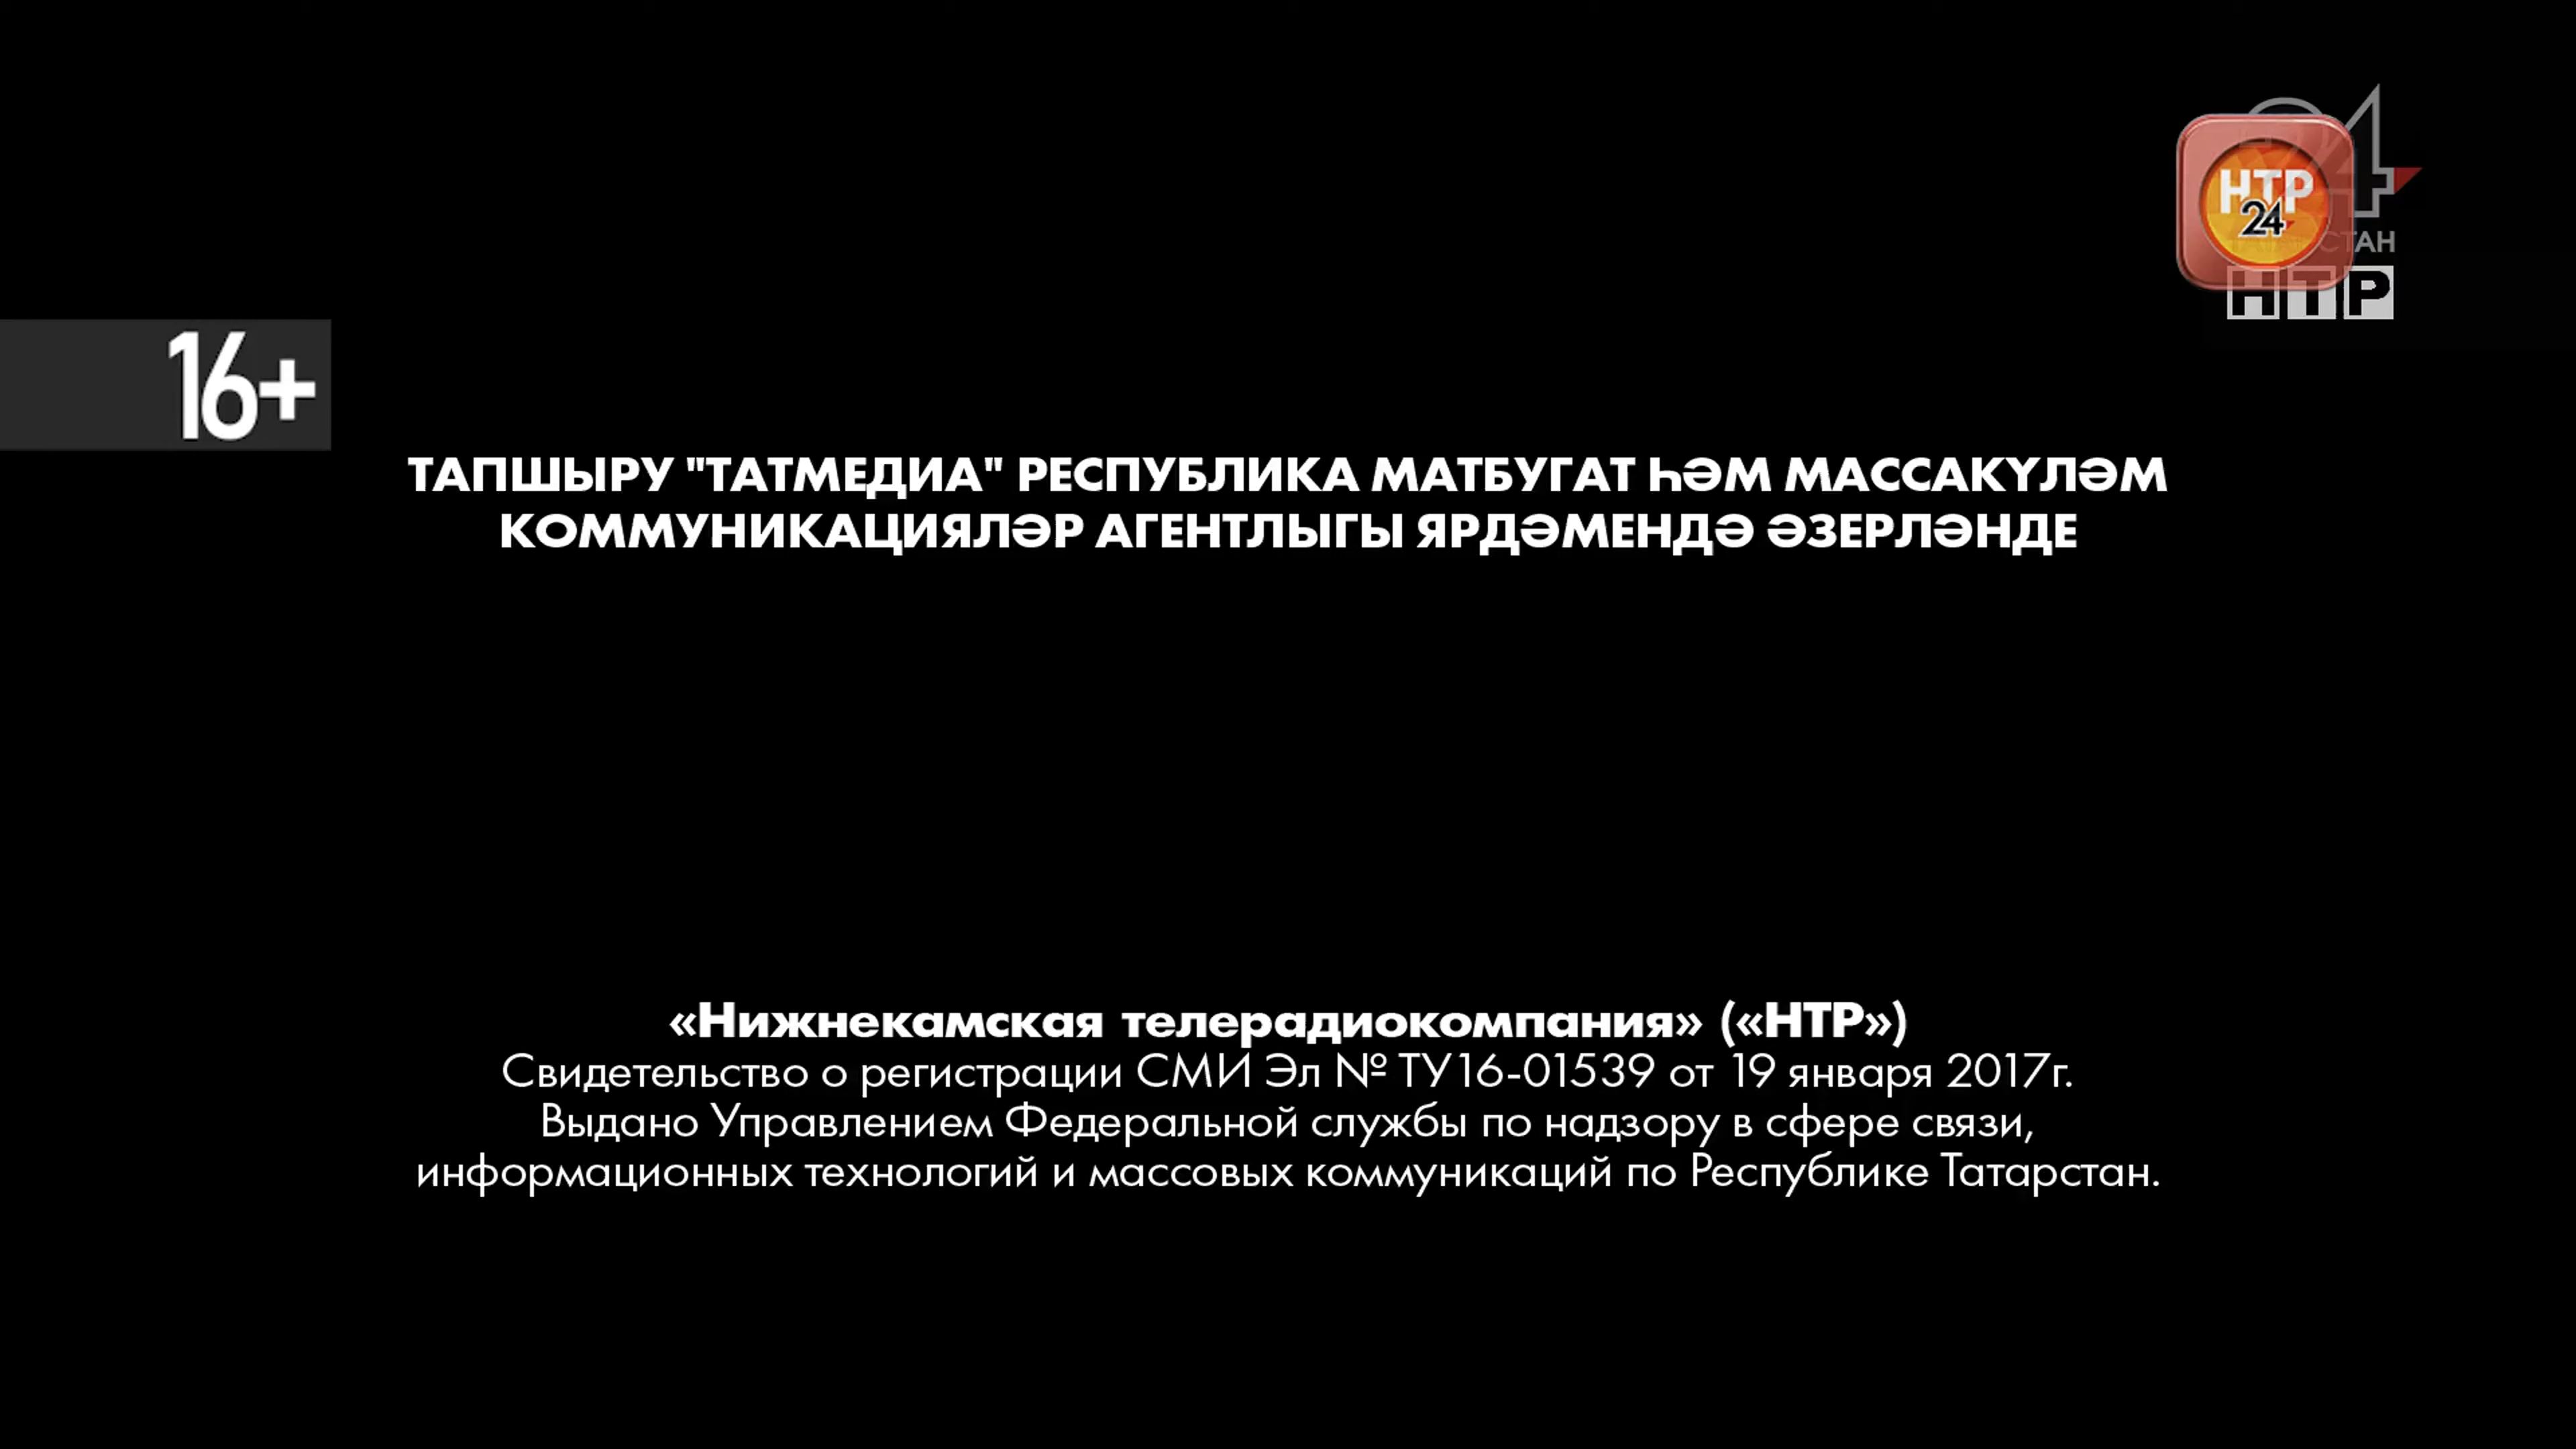 24
НТР
24
ТАТАРСТАН
НТР
16+
ТАПШЫРУ "ТАТМЕДИА" РЕСПУБЛИКА МАТБУГАТ ҺӘМ МАССАКҮЛӘМ
КОММУНИКАЦИЯЛӘР АГЕНТЛЫГЫ ЯРДӘМЕНДӘ ӘЗЕРЛӘНДЕ
«Нижнекамская телерадиокомпания» («НТР»)
Свидетельство о регистрации СМИ Эл № ТУ16-01539 от 19 января 2017г.
Выдано Управлением Федеральной службы по надзору в сфере связи,
информационных технологий и массовых коммуникаций по Республике Татарстан.